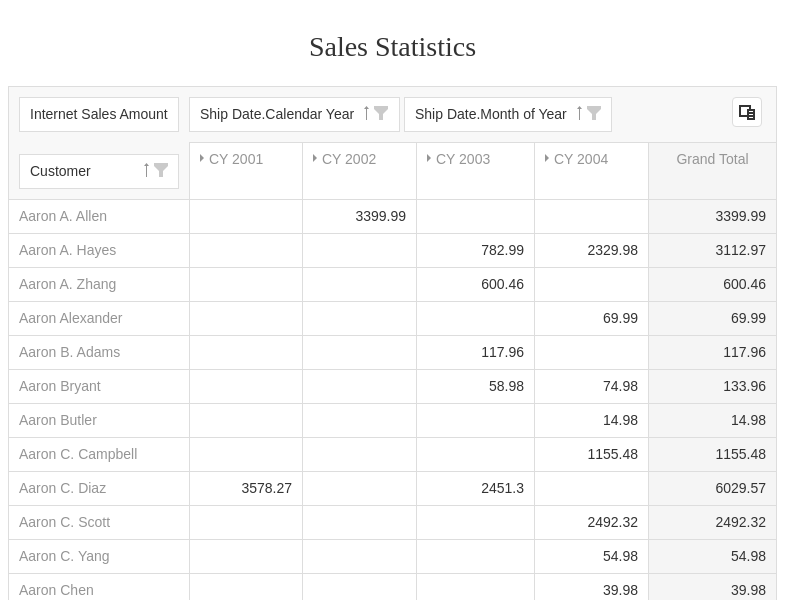 Sales Statistics
Internet Sales Amount Ship Date.Calendar Year Ship Date.Month of Year
Customer CY 2001 CY 2002 CY 2003 CY 2004 Grand Total
Aaron A. Allen 3399.99 3399.99
Aaron A. Hayes 782.99 2329.98 3112.97
Aaron A. Zhang 600.46 600.46
Aaron Alexander 69.99 69.99
Aaron B. Adams 117.96 117.96
Aaron Bryant 58.98 74.98 133.96
Aaron Butler 14.98 14.98
Aaron C. Campbell 1155.48 1155.48
Aaron C. Diaz 3578.27 2451.3 6029.57
Aaron C. Scott 2492.32 2492.32
Aaron C. Yang 54.98 54.98
Aaron Chen 39.98 39.98